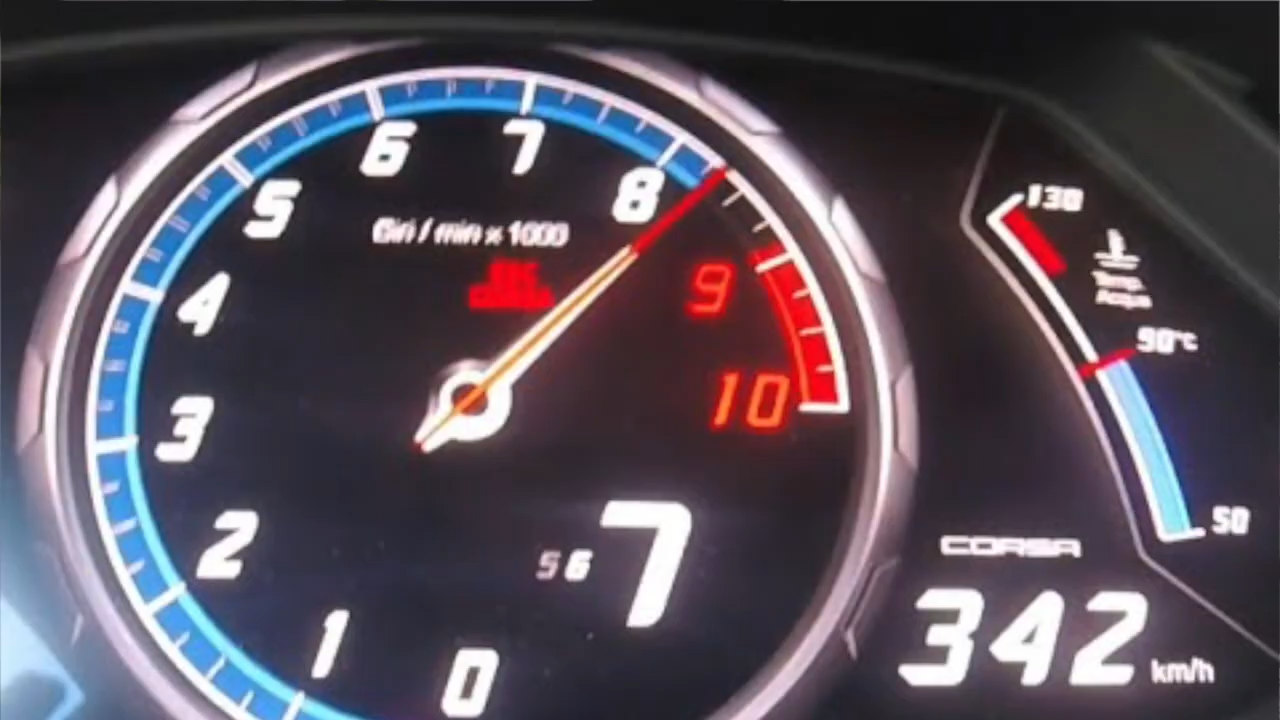 6 7
5 8
Giri / min x 1000
4 9
3 10
2
5 6 7
1 0
130
Temp.
Acqua
90°C
50
CORSA
342 km/h